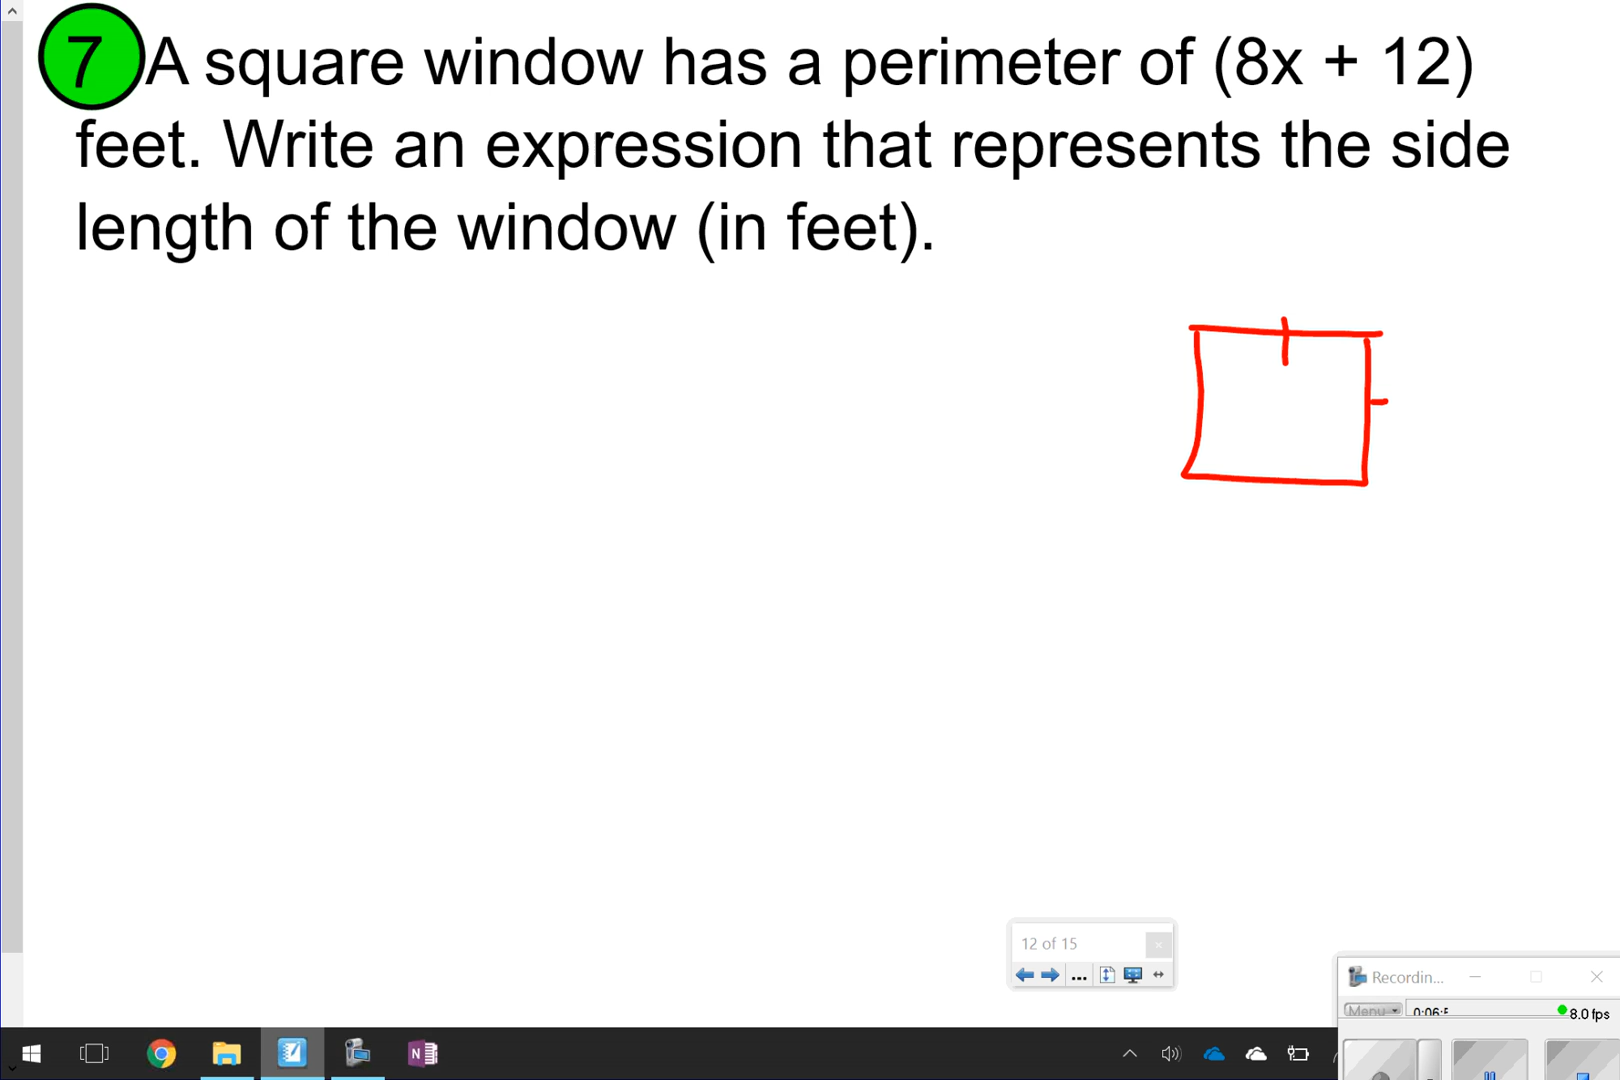 7 A square window has a perimeter of (8x + 12)
feet. Write an expression that represents the side
length of the window (in feet).
12 of 15
Recordin...
Menu
8.0 fps
N